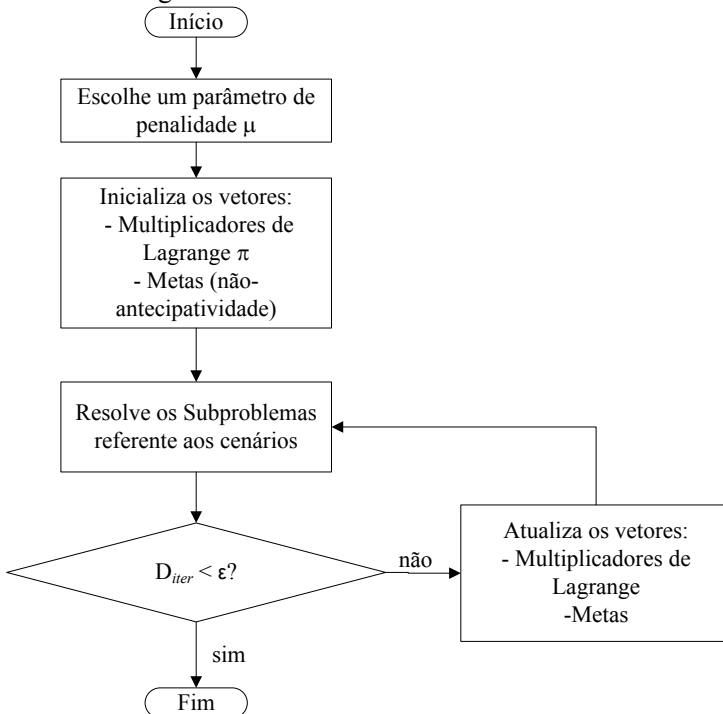 Início
Escolhe um parâmetro de
penalidade μ
Inicializa os vetores:
- Multiplicadores de
Lagrange π
- Metas (não-
antecipatividade)
Resolve os Subproblemas
referente aos cenários
D_iter < ε?
não
Atualiza os vetores:
- Multiplicadores de
Lagrange
-Metas
sim
Fim